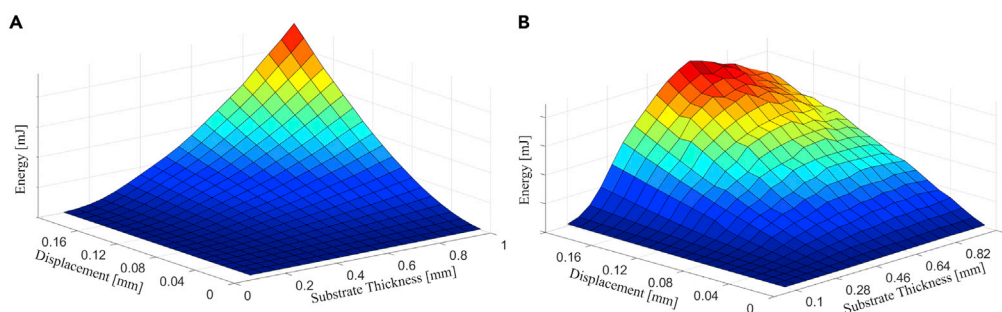 A
Energy [mJ]
0.16
0.12
0.08
0.04
0
Displacement [mm]
0
0.2
0.4
0.6
0.8
1
Substrate Thickness [mm]
B
Energy [mJ]
0.16
0.12
0.08
0.04
0
Displacement [mm]
0.1
0.28
0.46
0.64
0.82
Substrate Thickness [mm]